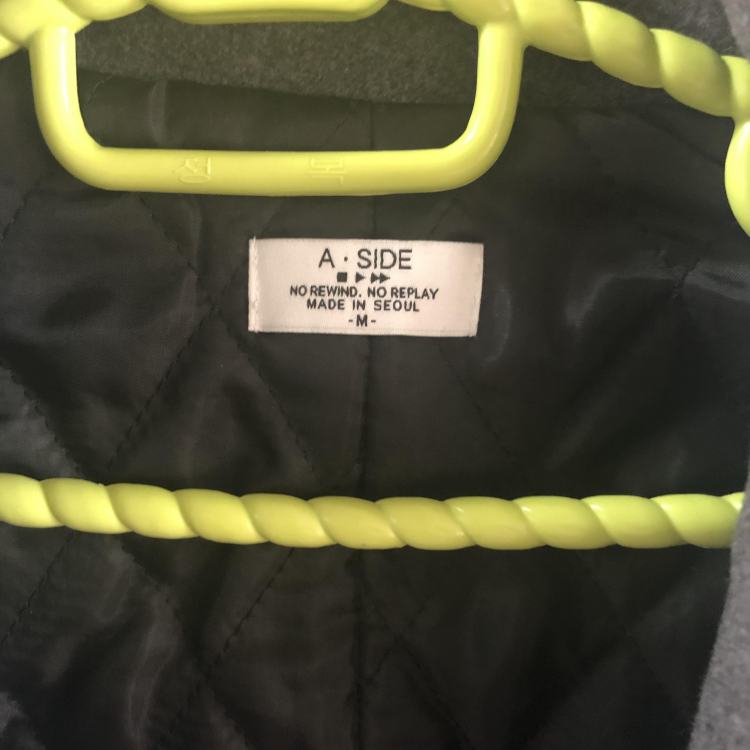 A · SIDE
■ ▶ ▶▶
NO REWIND. NO REPLAY
MADE IN SEOUL
-M-